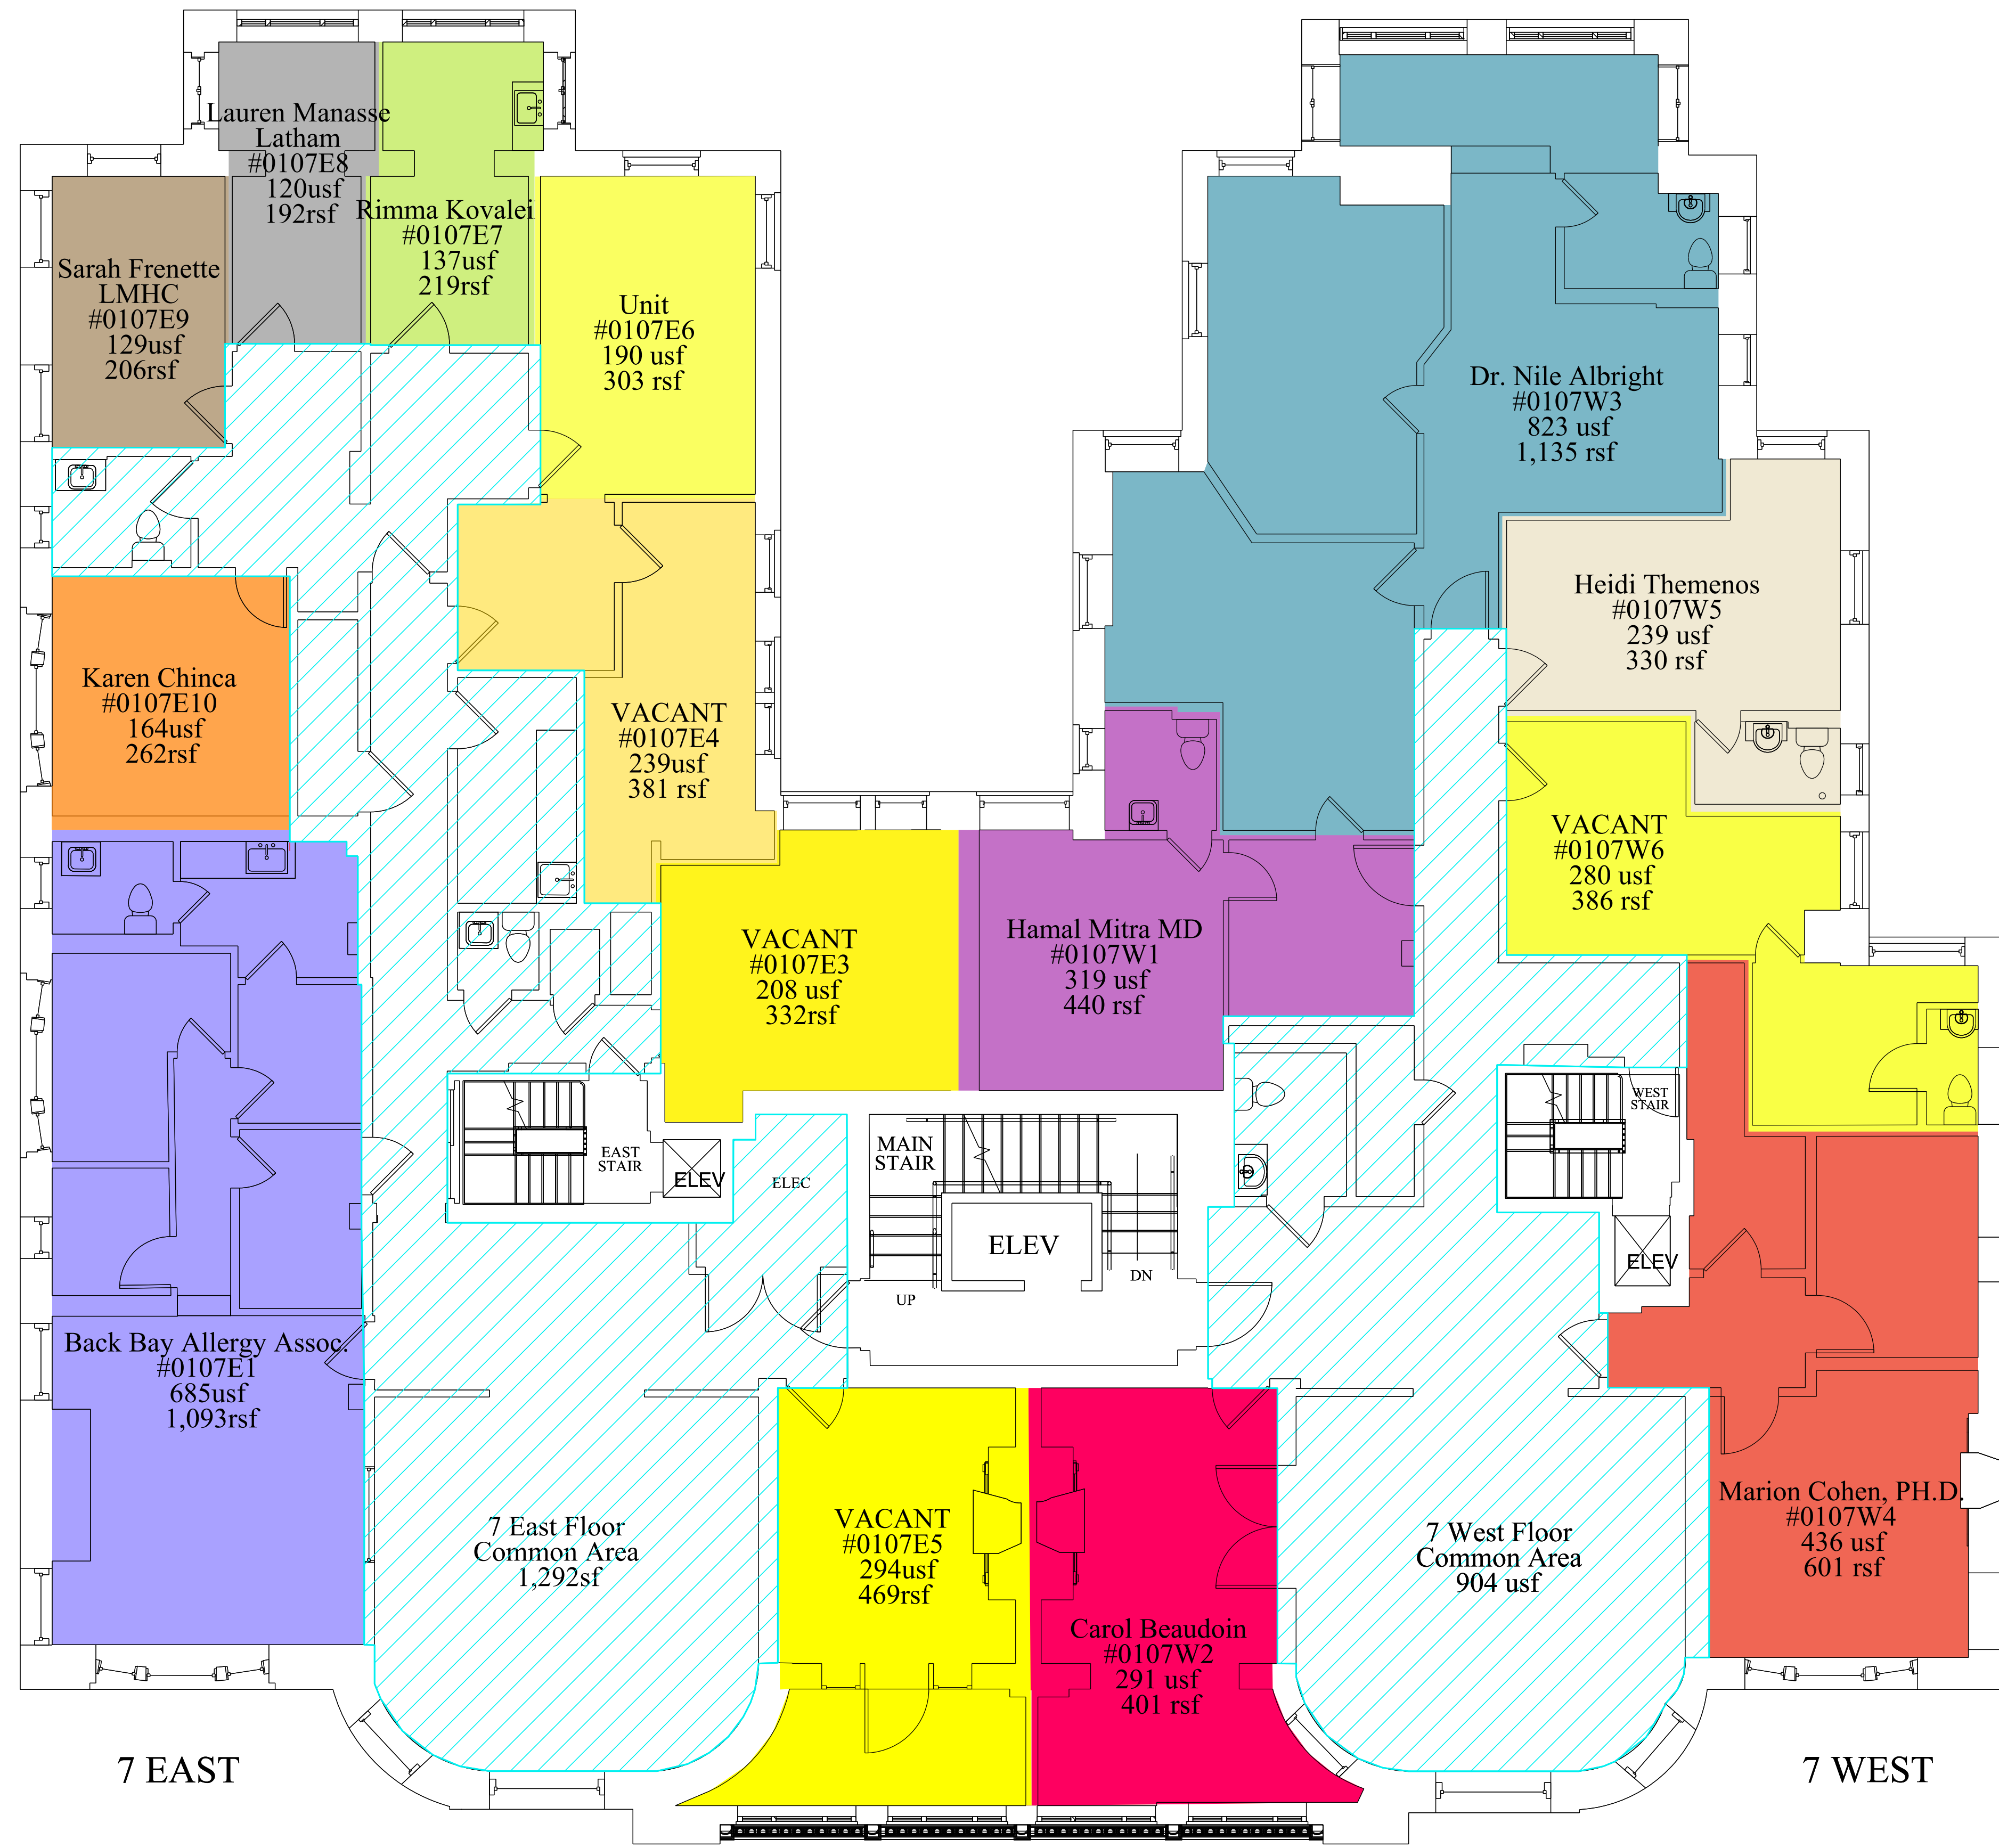 Lauren Manasse
Latham
#0107E8
120usf
192rsf
Rimma Kovalei
#0107E7
137usf
219rsf
Sarah Frenette
LMHC
#0107E9
129usf
206rsf
Unit
#0107E6
190 usf
303 rsf
Dr. Nile Albright
#0107W3
823 usf
1,135 rsf
Heidi Themenos
#0107W5
239 usf
330 rsf
Karen Chinca
#0107E10
164usf
262rsf
VACANT
#0107E4
239usf
381 rsf
VACANT
#0107W6
280 usf
386 rsf
VACANT
#0107E3
208 usf
332rsf
Hamal Mitra MD
#0107W1
319 usf
440 rsf
WEST
STAIR
EAST
STAIR
ELEV
ELEC
MAIN
STAIR
ELEV
DN
UP
ELEV
Back Bay Allergy Assoc.
#0107E1
685usf
1,093rsf
7 East Floor
Common Area
1,292sf
VACANT
#0107E5
294usf
469rsf
Carol Beaudoin
#0107W2
291 usf
401 rsf
7 West Floor
Common Area
904 usf
Marion Cohen, PH.D.
#0107W4
436 usf
601 rsf
7 EAST
7 WEST